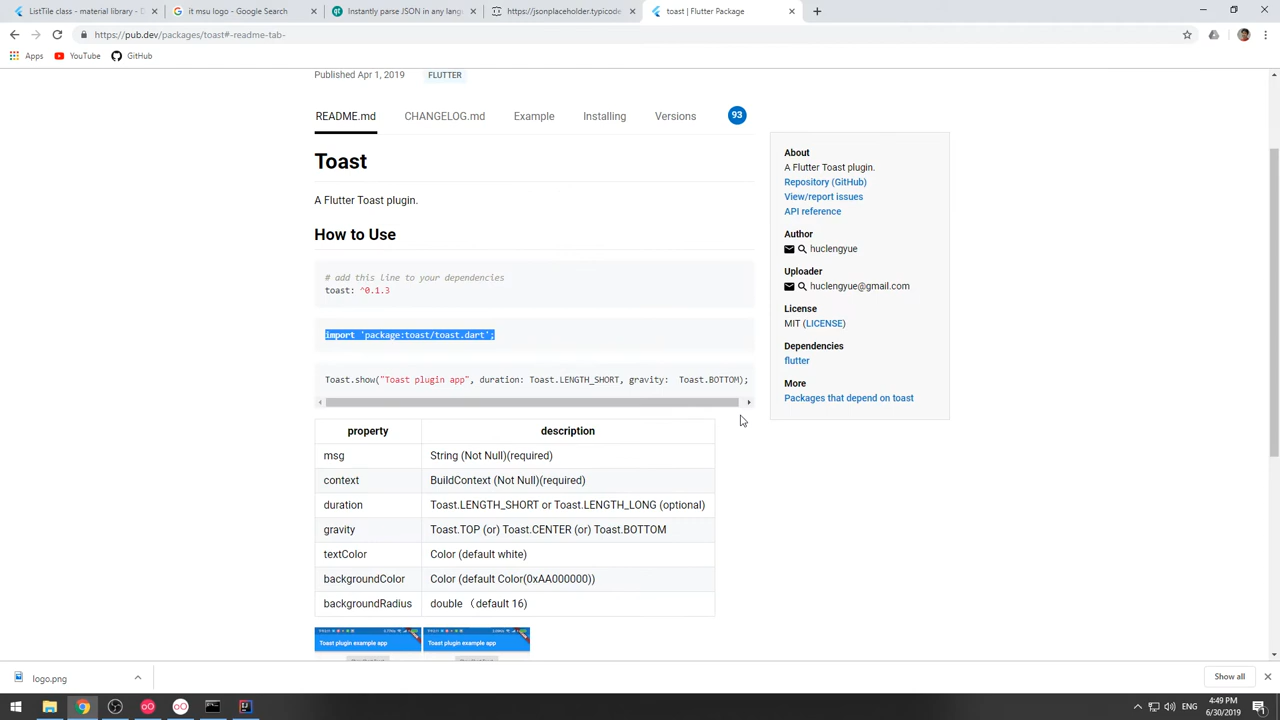 ListTile class - material library - D
it msu logo - Google Search
Instantly parse JSON in any lang
https://jsonplaceholder.typicode
toast | Flutter Package
https://pub.dev/packages/toast#-readme-tab-
Apps YouTube GitHub
Published Apr 1, 2019 FLUTTER
README.md CHANGELOG.md Example Installing Versions 93
Toast
A Flutter Toast plugin.
How to Use
# add this line to your dependencies
toast: ^0.1.3
import 'package:toast/toast.dart';
Toast.show("Toast plugin app", duration: Toast.LENGTH_SHORT, gravity: Toast.BOTTOM);
property description
msg String (Not Null)(required)
context BuildContext (Not Null)(required)
duration Toast.LENGTH_SHORT or Toast.LENGTH_LONG (optional)
gravity Toast.TOP (or) Toast.CENTER (or) Toast.BOTTOM
textColor Color (default white)
backgroundColor Color (default Color(0xAA000000))
backgroundRadius double（default 16)
Toast plugin example app Toast plugin example app
About
A Flutter Toast plugin.
Repository (GitHub)
View/report issues
API reference
Author
huclengyue
Uploader
huclengyue@gmail.com
License
MIT (LICENSE)
Dependencies
flutter
More
Packages that depend on toast
logo.png
Show all
ENG
4:49 PM
6/30/2019
1